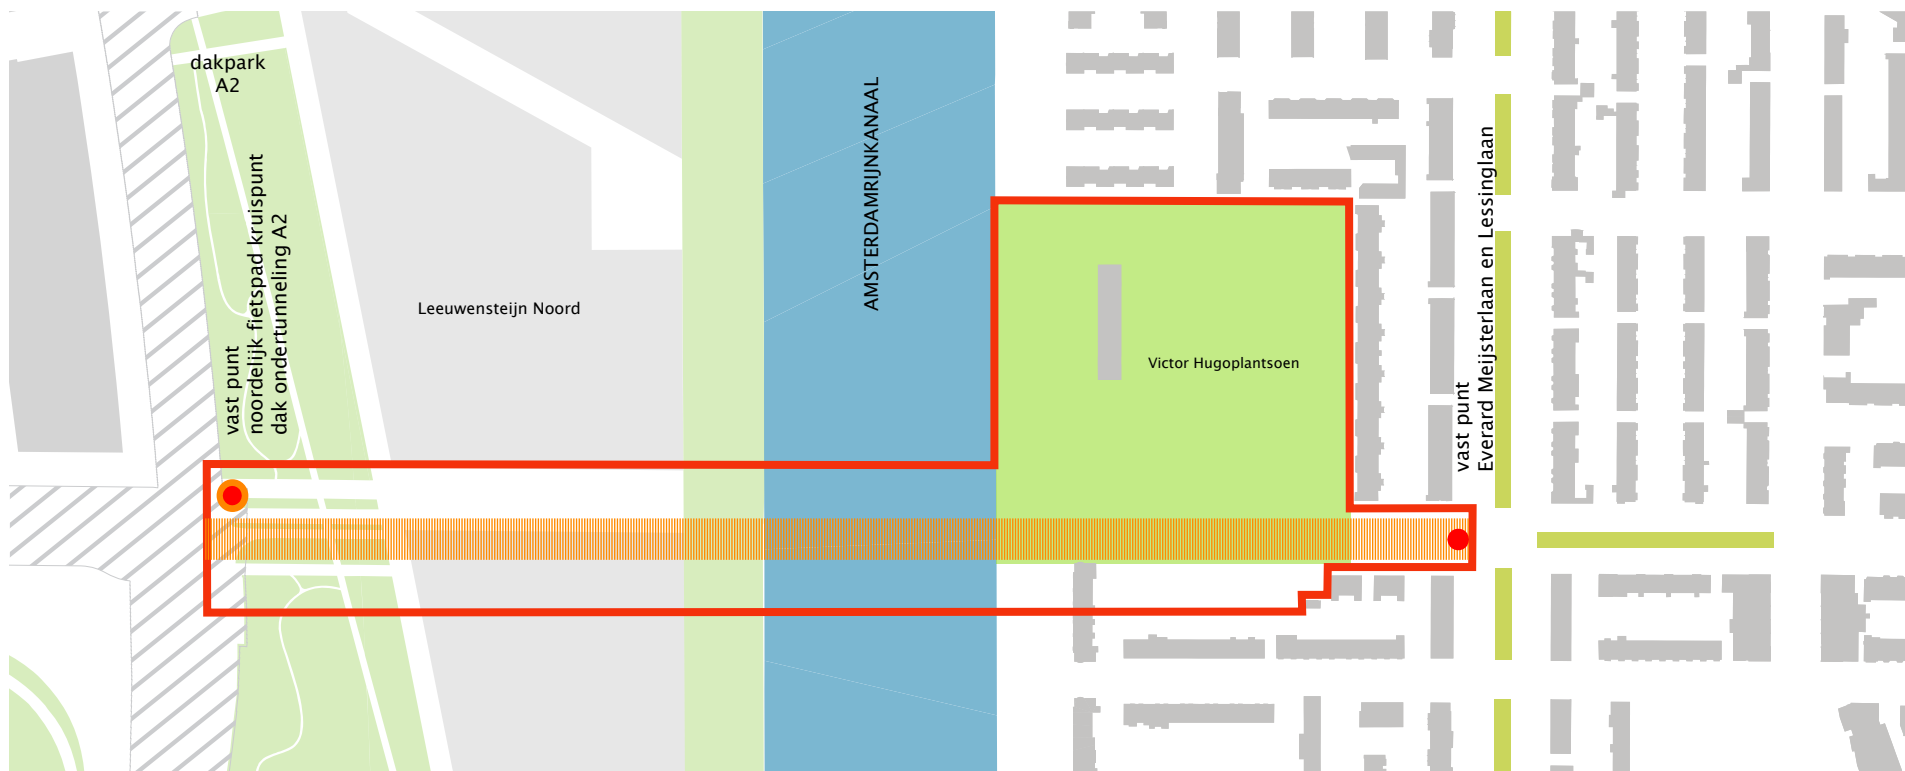 dakpark
A2
vast punt
noordelijk fietspad kruispunt
dak ondertunneling A2
Leeuwensteijn Noord
AMSTERDAMRIJNKANAAL
Victor Hugoplantsoen
vast punt
Everard Meijsterlaan en Lessinglaan